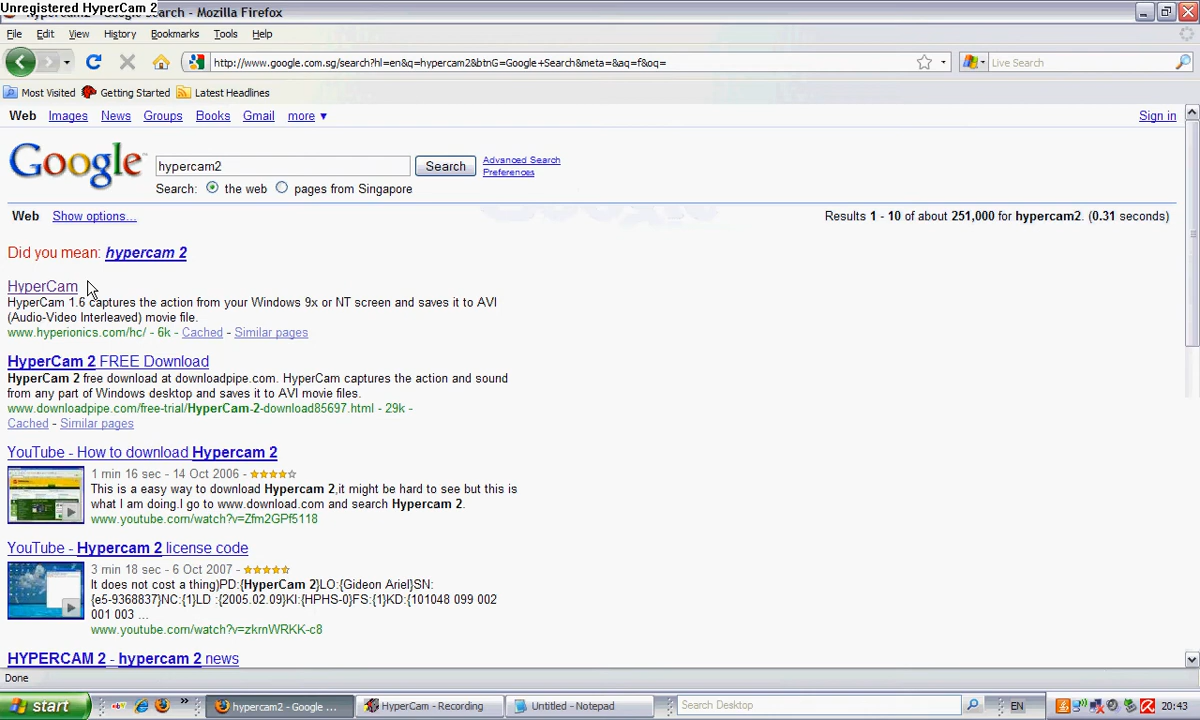 Unregistered HyperCam 2
Search - Mozilla Firefox
File Edit View History Bookmarks Tools Help
http://www.google.com.sg/search?hl=en&q=hypercam2&btnG=Google+Search&meta=&aq=f&oq=
Live Search
Most Visited Getting Started Latest Headlines
Web Images News Groups Books Gmail more ▼
Sign in
Google
hypercam2
Search
Advanced Search
Preferences
Search: the web pages from Singapore
Web Show options...
Results 1 - 10 of about 251,000 for hypercam2. (0.31 seconds)
Did you mean: hypercam 2
HyperCam
HyperCam 1.6 captures the action from your Windows 9x or NT screen and saves it to AVI
(Audio-Video Interleaved) movie file.
www.hyperionics.com/hc/ - 6k - Cached - Similar pages
HyperCam 2 FREE Download
HyperCam 2 free download at downloadpipe.com. HyperCam captures the action and sound
from any part of Windows desktop and saves it to AVI movie files.
www.downloadpipe.com/free-trial/HyperCam-2-download85697.html - 29k -
Cached - Similar pages
YouTube - How to download Hypercam 2
1 min 16 sec - 14 Oct 2006 -
This is a easy way to download Hypercam 2,it might be hard to see but this is
what I am doing.I go to www.download.com and search Hypercam 2.
www.youtube.com/watch?v=Zfm2GPf5118
YouTube - Hypercam 2 license code
3 min 18 sec - 6 Oct 2007 -
It does not cost a thing)PD:{HyperCam 2}LO:{Gideon Ariel}SN:
{e5-9368837}NC:{1}LD :{2005.02.09}KI:{HPHS-0}FS:{1}KD:{101048 099 002
001 003 ...
www.youtube.com/watch?v=zkrnWRKK-c8
HYPERCAM 2 - hypercam 2 news
Done
start
hypercam2 - Google ...
HyperCam - Recording
Untitled - Notepad
Search Desktop
EN
20:43